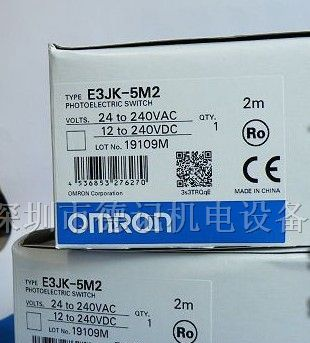 TYPE E3JK-5M2
PHOTOELECTRIC SWITCH
2m
VOLTS. 24 to 240VAC QTY.
12 to 240VDC 1
LOT No. 19109M
Ro
OMRON Corporation
4 536853 276270
3s3TROqll
CE
MADE IN CHINA
OMRON
深圳市 机电设备
TYPE E3JK-5M2
PHOTOELECTRIC SWITCH
2m
VOLTS. 24 to 240VAC QTY.
12 to 240VDC 1
LOT No. 19109M
Ro